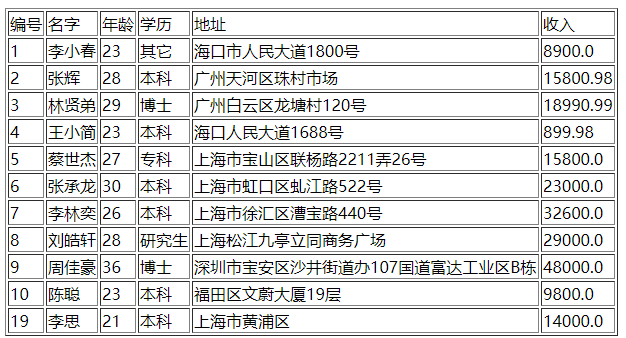 编号 名字 年龄 学历 地址 收入
1 李小春 23 其它 海口市人民大道1800号 8900.0
2 张辉 28 本科 广州天河区珠村市场 15800.98
3 林贤弟 29 博士 广州白云区龙塘村120号 18990.99
4 王小简 23 本科 海口人民大道1688号 899.98
5 蔡世杰 27 专科 上海市宝山区联杨路2211弄26号 15800.0
6 张承龙 30 本科 上海市虹口区虬江路522号 23000.0
7 李林奕 26 本科 上海市徐汇区漕宝路440号 32600.0
8 刘皓轩 28 研究生 上海松江九亭立同商务广场 29000.0
9 周佳豪 36 博士 深圳市宝安区沙井街道办107国道富达工业区B栋 48000.0
10 陈聪 23 本科 福田区文蔚大厦19层 9800.0
19 李思 21 本科 上海市黄浦区 14000.0